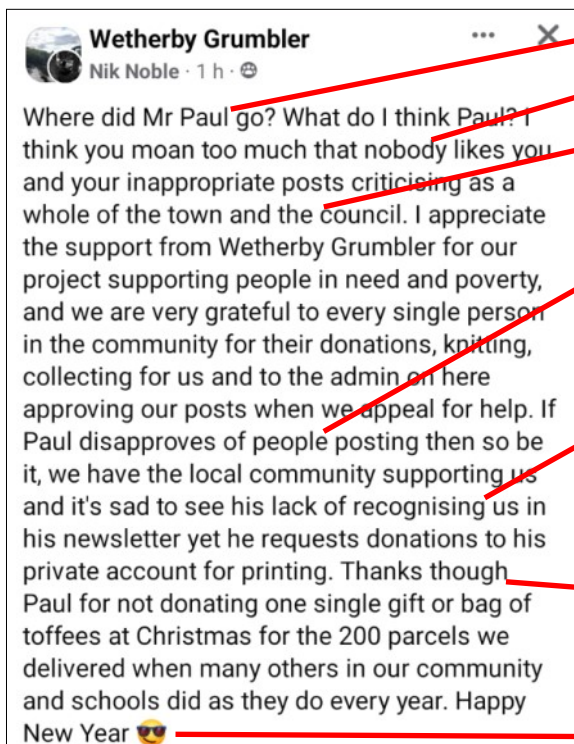 Wetherby Grumbler
Nik Noble · 1 h ·
Where did Mr Paul go? What do I think Paul? I
think you moan too much that nobody likes you
and your inappropriate posts criticising as a
whole of the town and the council. I appreciate
the support from Wetherby Grumbler for our
project supporting people in need and poverty,
and we are very grateful to every single person
in the community for their donations, knitting,
collecting for us and to the admin on here
approving our posts when we appeal for help. If
Paul disapproves of people posting then so be
it, we have the local community supporting us
and it's sad to see his lack of recognising us in
his newsletter yet he requests donations to his
private account for printing. Thanks though
Paul for not donating one single gift or bag of
toffees at Christmas for the 200 parcels we
delivered when many others in our community
and schools did as they do every year. Happy
New Year 😎